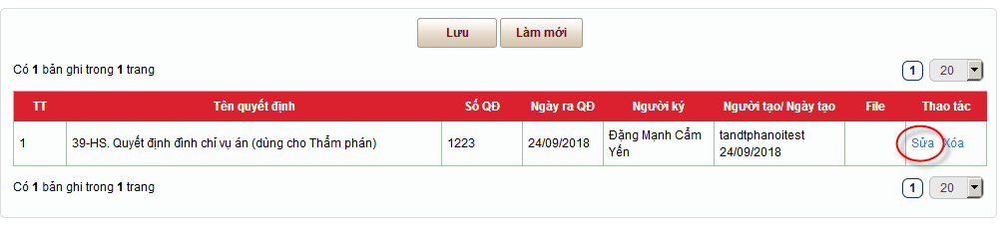 Lưu Làm mới
Có 1 bản ghi trong 1 trang 1 20
TT Tên quyết định Số QĐ Ngày ra QĐ Người ký Người tạo/ Ngày tạo File Thao tác
1 39-HS. Quyết định đình chỉ vụ án (dùng cho Thẩm phán) 1223 24/09/2018 Đặng Mạnh Cẩm Yến tandtphanoitest 24/09/2018 Sửa Xóa
Có 1 bản ghi trong 1 trang 1 20